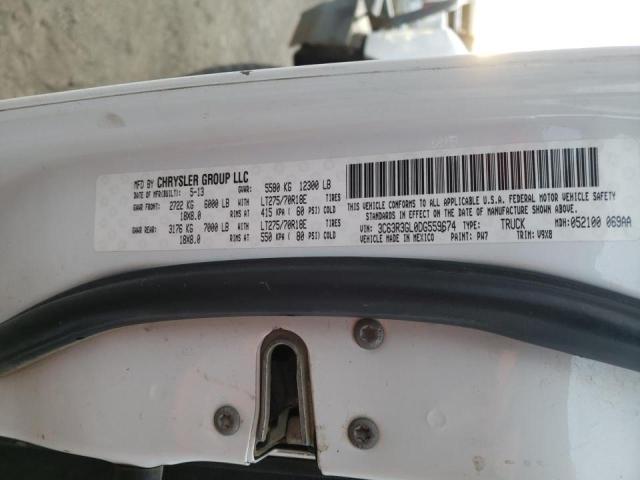 MFD BY CHRYSLER GROUP LLC
DATE OF MFR(BUILT): 5-13 GVWR: 5580 KG 12300 LB
GAWR FRONT: 2722 KG 6000 LB WITH LT275/70R18E TIRES
18X8.0 RIMS AT 415 KPA ( 60 PSI) COLD
GAWR REAR: 3176 KG 7000 LB WITH LT275/70R18E TIRES
18X8.0 RIMS AT 550 KPA ( 80 PSI) COLD
THIS VEHICLE CONFORMS TO ALL APPLICABLE U.S.A. FEDERAL MOTOR VEHICLE SAFETY
STANDARDS IN EFFECT ON THE DATE OF MANUFACTURE SHOWN ABOVE.
VIN: 3C63R3GL0DG559674 TYPE: TRUCK MDH: 052100 069AA
VEHICLE MADE IN MEXICO PAINT: PW7 TRIM: V9X8